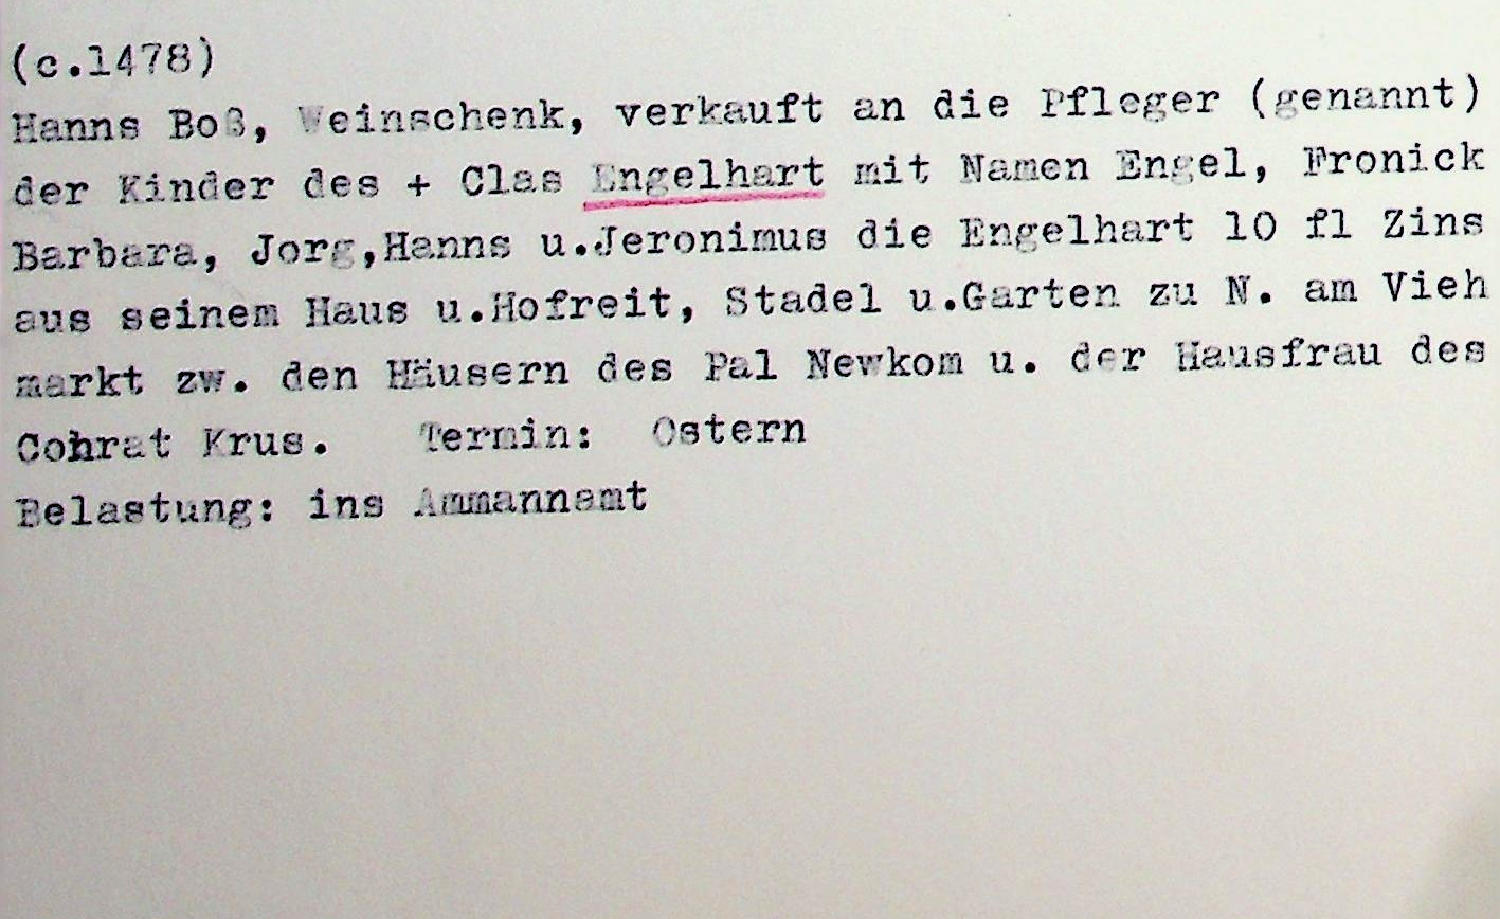 (c.1478)
Hanns Boß, Weinschenk, verkauft an die Pfleger (genannt)
der Kinder des + Clas Engelhart mit Namen Engel, Fronick
Barbara, Jorg,Hanns u.Jeronimus die Engelhart 10 fl Zins
aus seinem Haus u.Hofreit, Stadel u.Garten zu N. am Vieh
markt zw. den Häusern des Pal Newkom u. der Hausfrau des
Conrat Krus. Termin: Ostern
Belastung: ins Ammannamt